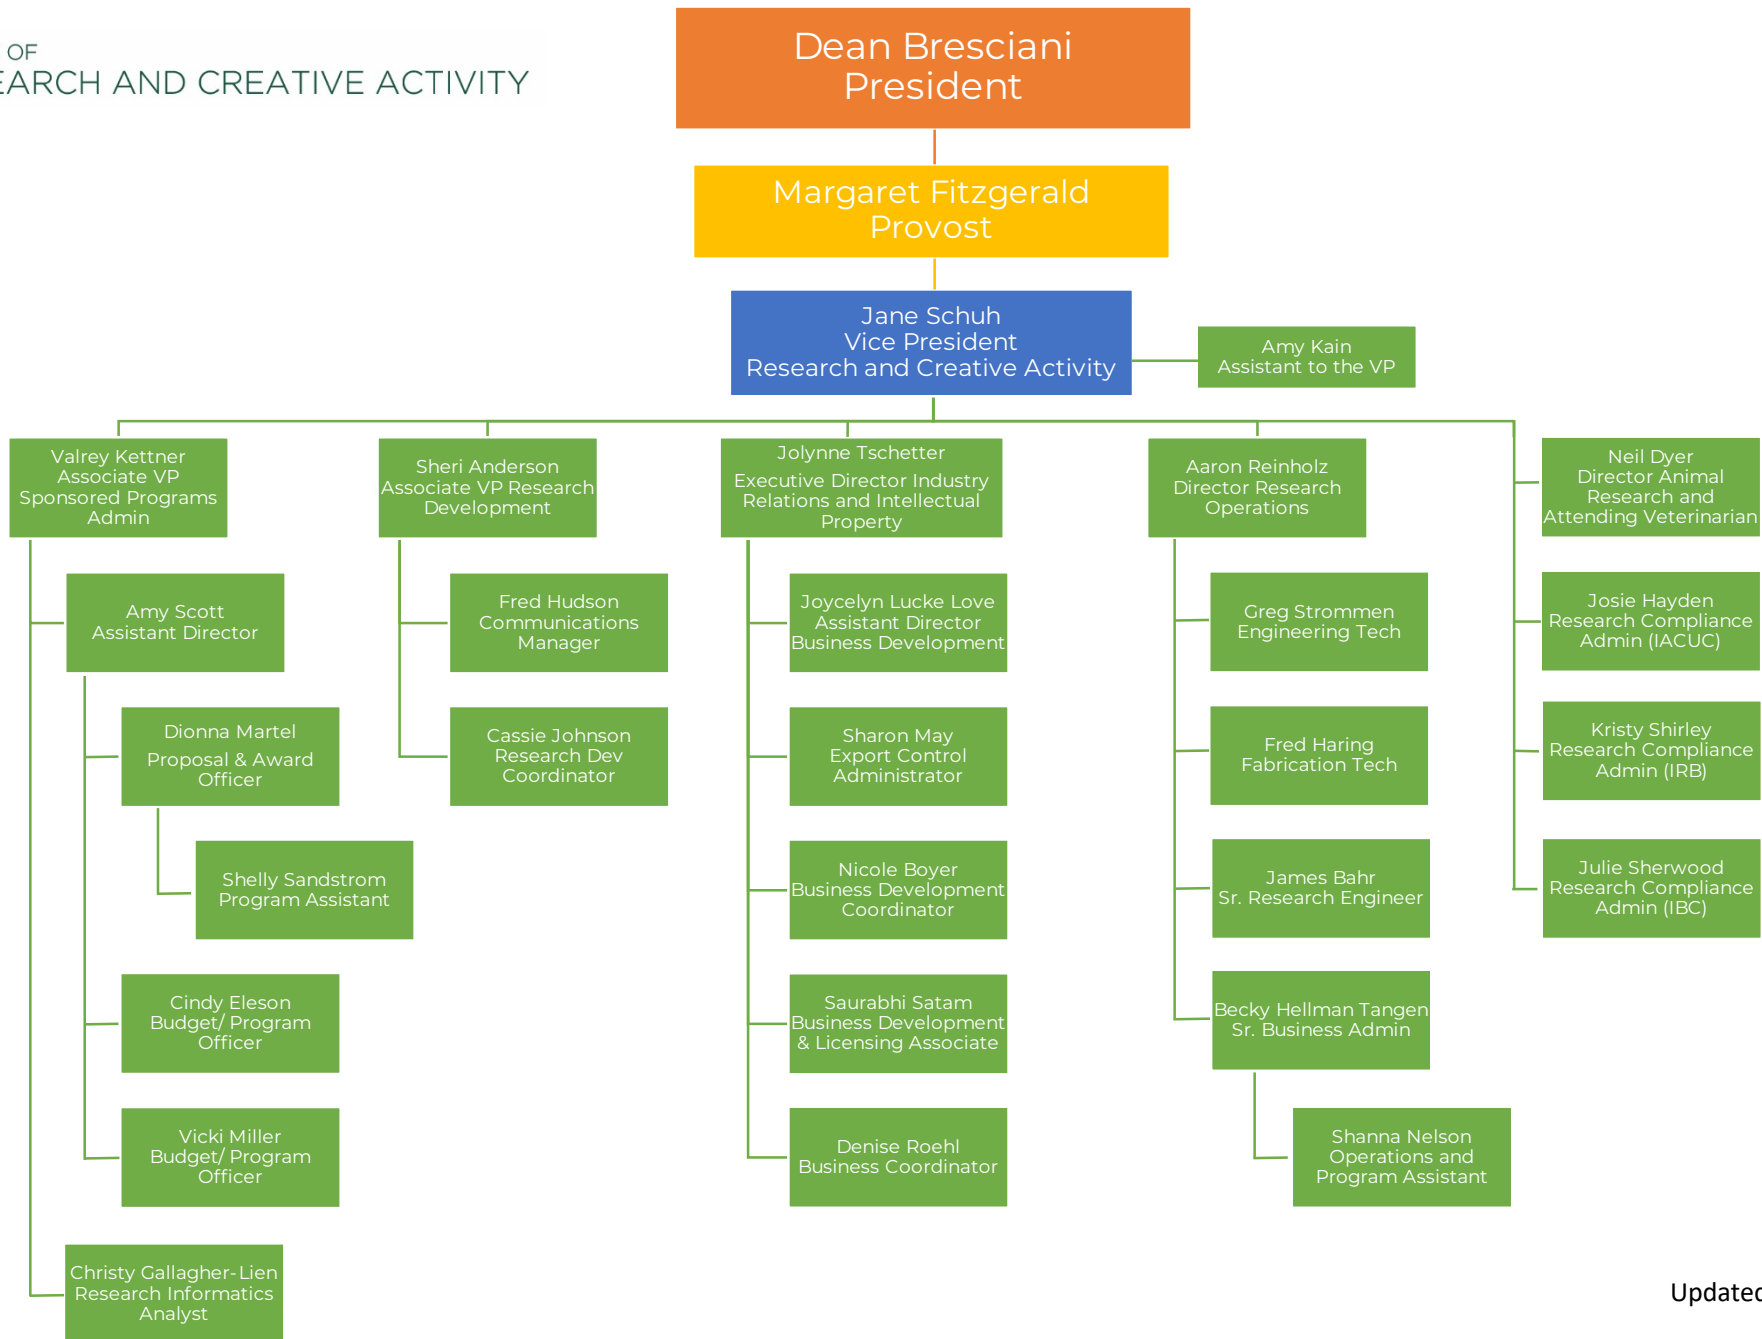 OF
EARCH AND CREATIVE ACTIVITY
Dean Bresciani
President
Margaret Fitzgerald
Provost
Jane Schuh
Vice President
Research and Creative Activity
Amy Kain
Assistant to the VP
Valrey Kettner
Associate VP
Sponsored Programs
Admin
Sheri Anderson
Associate VP Research
Development
Jolynne Tschetter
Executive Director Industry
Relations and Intellectual
Property
Aaron Reinholz
Director Research
Operations
Neil Dyer
Director Animal
Research and
Attending Veterinarian
Amy Scott
Assistant Director
Fred Hudson
Communications
Manager
Joycelyn Lucke Love
Assistant Director
Business Development
Greg Strommen
Engineering Tech
Josie Hayden
Research Compliance
Admin (IACUC)
Dionna Martel
Proposal & Award
Officer
Cassie Johnson
Research Dev
Coordinator
Sharon May
Export Control
Administrator
Fred Haring
Fabrication Tech
Kristy Shirley
Research Compliance
Admin (IRB)
Shelly Sandstrom
Program Assistant
Nicole Boyer
Business Development
Coordinator
James Bahr
Sr. Research Engineer
Julie Sherwood
Research Compliance
Admin (IBC)
Cindy Eleson
Budget/ Program
Officer
Saurabhi Satam
Business Development
& Licensing Associate
Becky Hellman Tangen
Sr. Business Admin
Vicki Miller
Budget/ Program
Officer
Denise Roehl
Business Coordinator
Shanna Nelson
Operations and
Program Assistant
Christy Gallagher-Lien
Research Informatics
Analyst
Updated